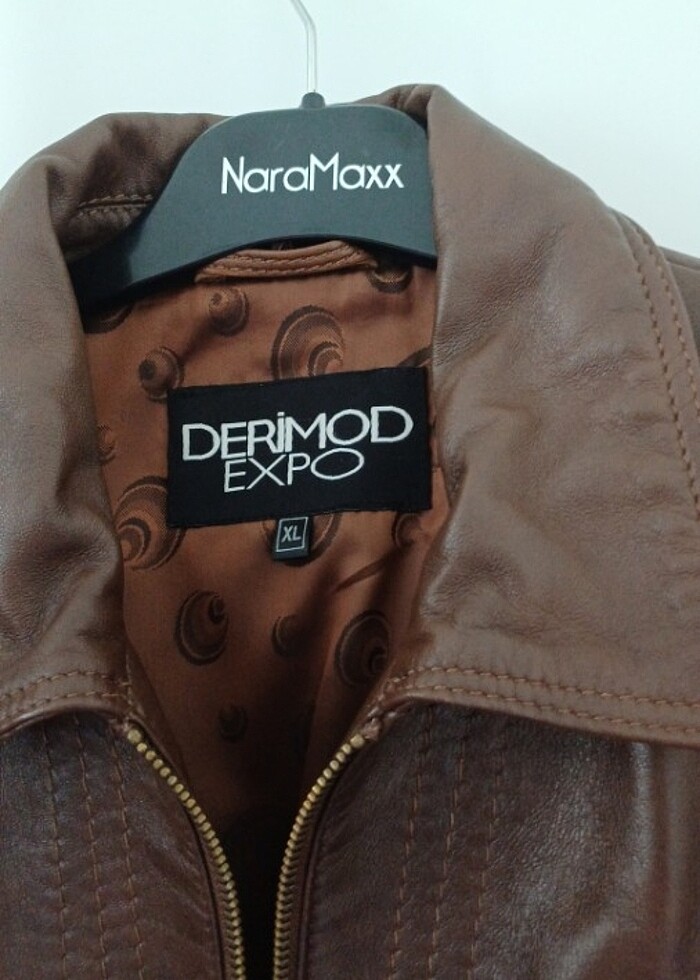 NaraMaxx
DERİMOD
EXPO
XL